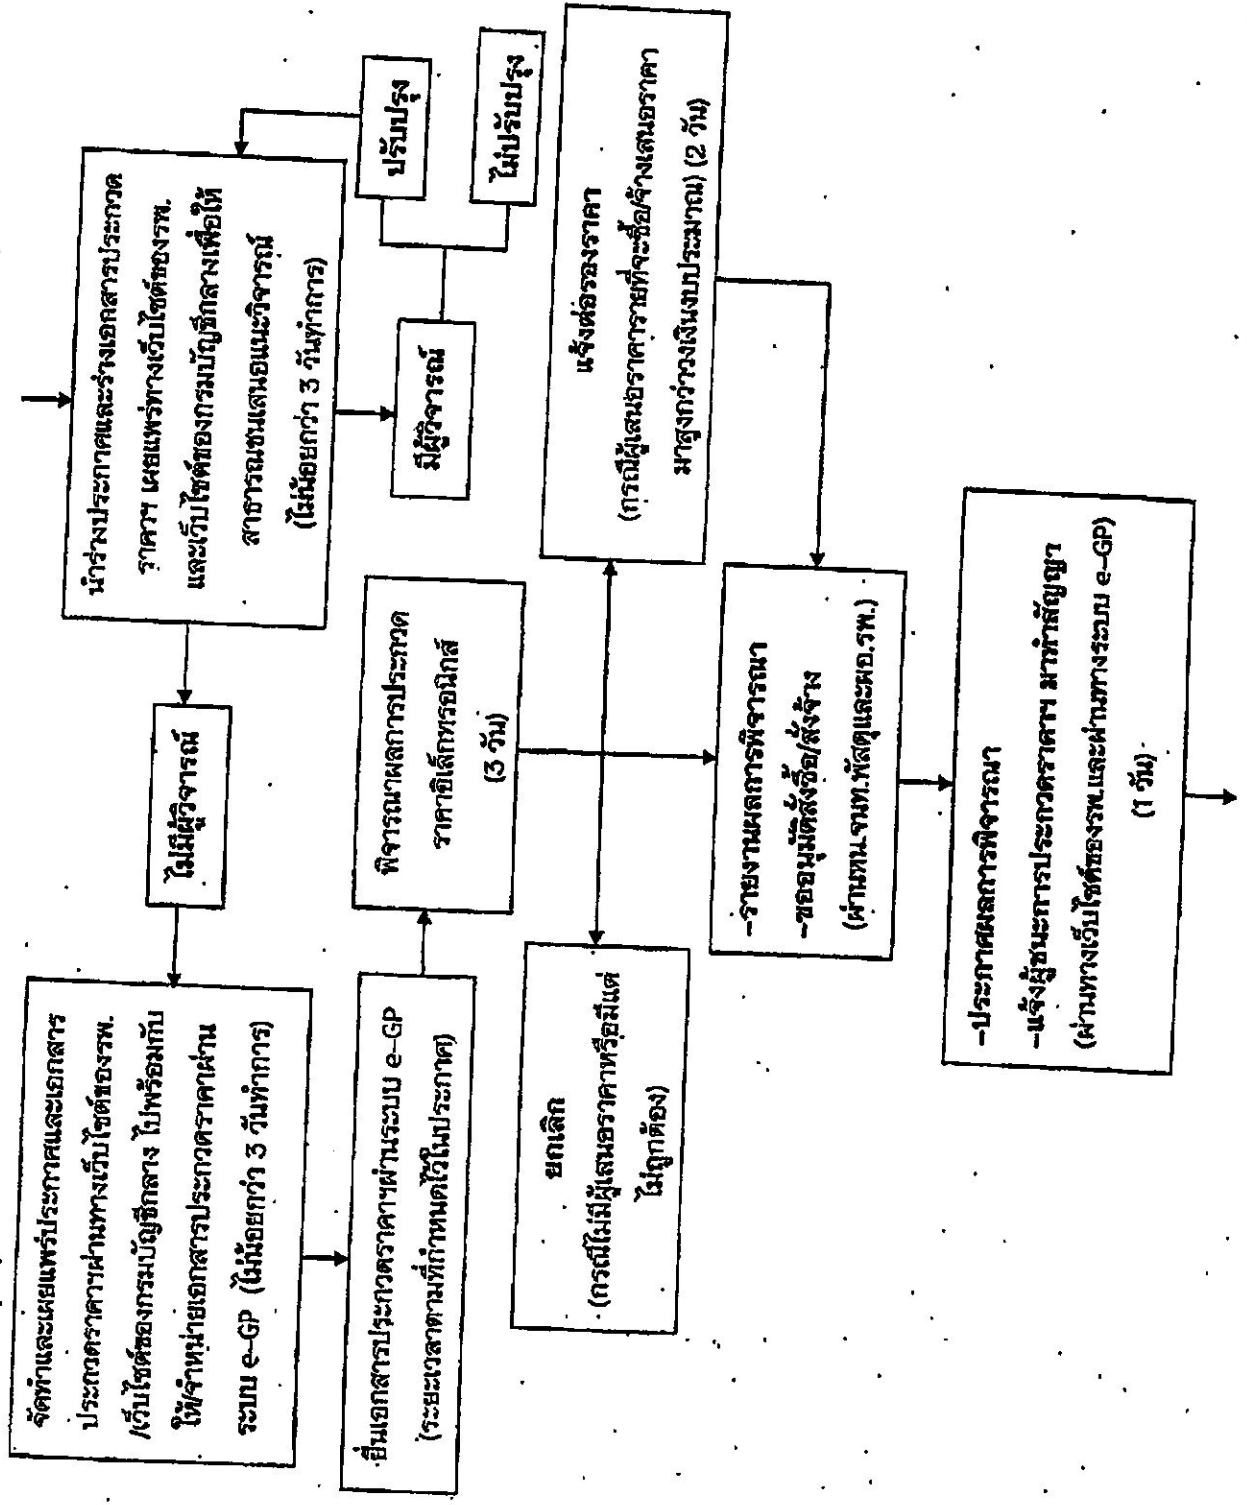 นำร่างประกาศและร่างเอกสารประกวด
ราคาฯ เผยแพร่ทางเว็บไซต์ของรพ.
และเว็บไซต์ของกรมบัญชีกลางเพื่อให้
สาธารณชนเสนอแนะวิจารณ์
(ไม่น้อยกว่า 3 วันทำการ)
ไม่มีผู้วิจารณ์
มีผู้วิจารณ์
ปรับปรุง
ไม่ปรับปรุง
จัดทำและเผยแพร่ประกาศและเอกสาร
ประกวดราคาฯผ่านทางเว็บไซต์ของรพ.
/เว็บไซต์ของกรมบัญชีกลาง ไปพร้อมกับ
ให้/จำหน่ายเอกสารประกวดราคาผ่าน
ระบบ e-GP (ไม่น้อยกว่า 3 วันทำการ)
ยื่นเอกสารประกวดราคาฯผ่านระบบ e-GP
(ระยะเวลาตามที่กำหนดไว้ในประกาศ)
พิจารณาผลการประกวด
ราคาอิเล็กทรอนิกส์
(3 วัน)
ยกเลิก
(กรณีไม่มีผู้เสนอราคาหรือมีแต่
ไม่ถูกต้อง)
แจ้งต่อรองราคา
(กรณีผู้เสนอราคารายที่จะซื้อ/จ้างเสนอราคา
มาสูงกว่าวงเงินงบประมาณ) (2 วัน)
-รายงานผลการพิจารณา
-ขออนุมัติสั่งซื้อ/สั่งจ้าง
(ผ่านหน.จนท.พัสดุและผอ.รพ.)
-ประกาศผลการพิจารณา
-แจ้งผู้ชนะการประกวดราคาฯ มาทำสัญญา
(ผ่านทางเว็บไซต์ของรพ.และผ่านทางระบบ e-GP)
(1 วัน)